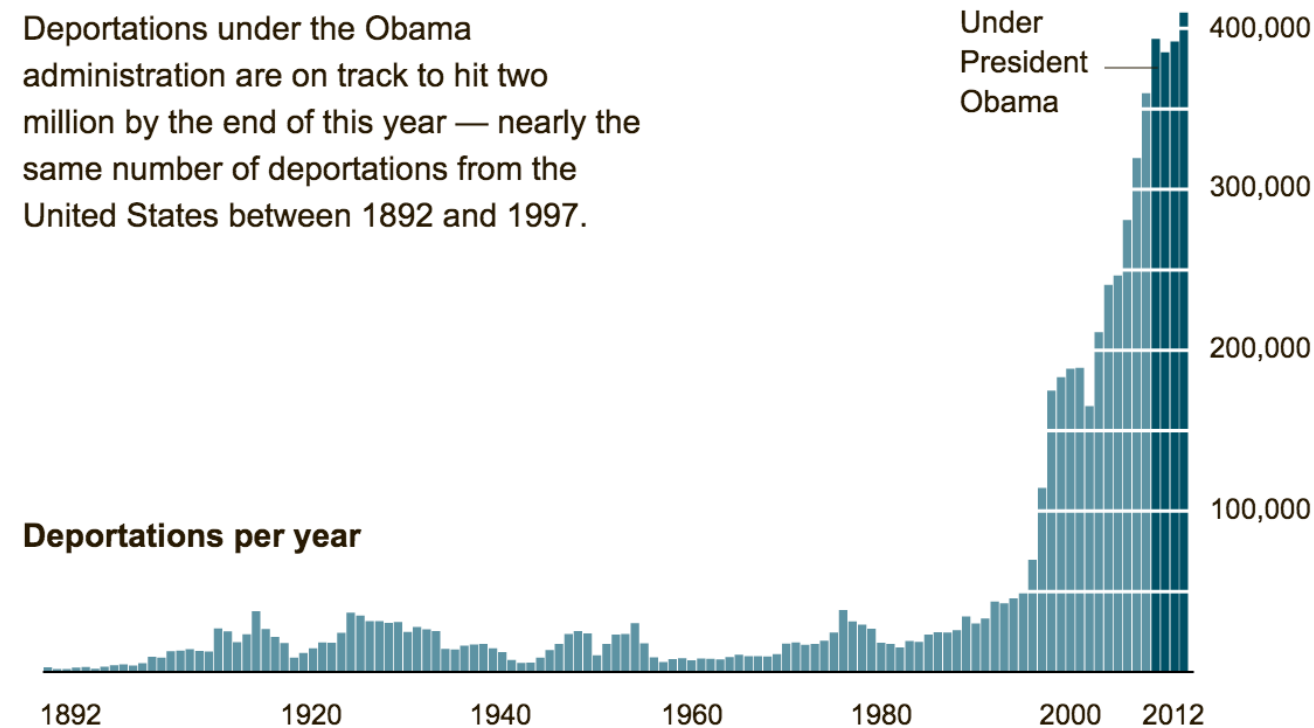 Deportations under the Obama
administration are on track to hit two
million by the end of this year — nearly the
same number of deportations from the
United States between 1892 and 1997.
Under
President
Obama
400,000
300,000
200,000
100,000
Deportations per year
1892 1920 1940 1960 1980 2000 2012